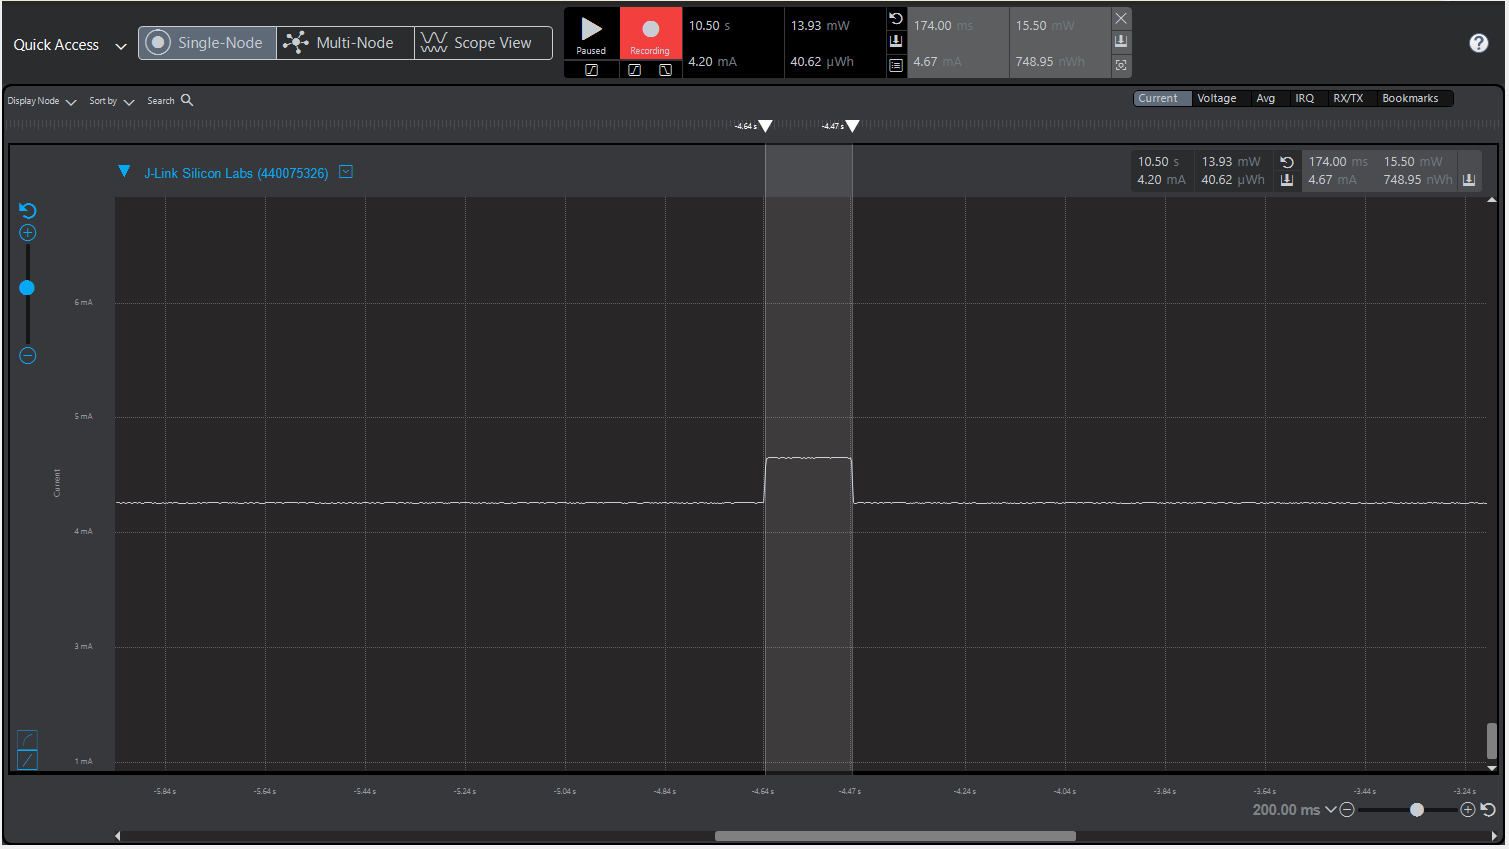 Quick Access
Single-Node
Multi-Node
Scope View
Paused
Recording
10.50 s
13.93 mW
4.20 mA
40.62 µWh
174.00 ms
15.50 mW
4.67 mA
748.95 nWh
Display Node
Sort by
Search
Current
Voltage
Avg
IRQ
RX/TX
Bookmarks
-4.64 s
-4.47 s
J-Link Silicon Labs (440075326)
10.50 s
13.93 mW
174.00 ms
15.50 mW
4.20 mA
40.62 µWh
4.67 mA
748.95 nWh
6 mA
5 mA
Current
4 mA
3 mA
1 mA
-5.84 s
-5.64 s
-5.44 s
-5.24 s
-5.04 s
-4.84 s
-4.64 s
-4.47 s
-4.24 s
-4.04 s
-3.84 s
-3.64 s
-3.44 s
-3.24 s
200.00 ms